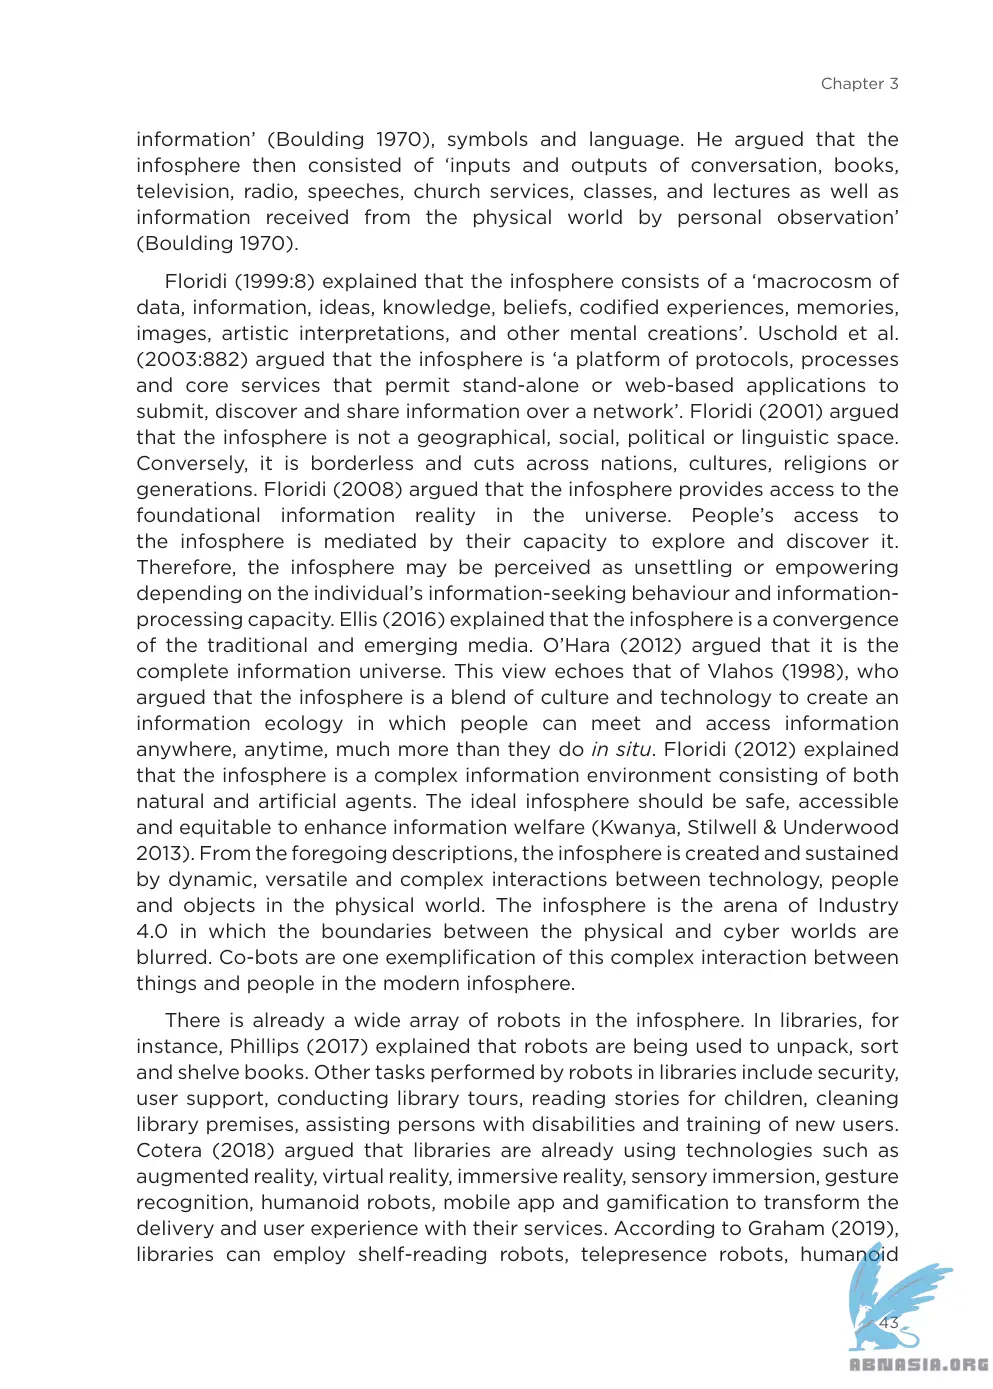 Chapter 3
information’ (Boulding 1970), symbols and language. He argued that the
infosphere then consisted of ‘inputs and outputs of conversation, books,
television, radio, speeches, church services, classes, and lectures as well as
information received from the physical world by personal observation’
(Boulding 1970).
Floridi (1999:8) explained that the infosphere consists of a ‘macrocosm of
data, information, ideas, knowledge, beliefs, codified experiences, memories,
images, artistic interpretations, and other mental creations’. Uschold et al.
(2003:882) argued that the infosphere is ‘a platform of protocols, processes
and core services that permit stand-alone or web-based applications to
submit, discover and share information over a network’. Floridi (2001) argued
that the infosphere is not a geographical, social, political or linguistic space.
Conversely, it is borderless and cuts across nations, cultures, religions or
generations. Floridi (2008) argued that the infosphere provides access to the
foundational information reality in the universe. People’s access to
the infosphere is mediated by their capacity to explore and discover it.
Therefore, the infosphere may be perceived as unsettling or empowering
depending on the individual’s information-seeking behaviour and information-
processing capacity. Ellis (2016) explained that the infosphere is a convergence
of the traditional and emerging media. O’Hara (2012) argued that it is the
complete information universe. This view echoes that of Vlahos (1998), who
argued that the infosphere is a blend of culture and technology to create an
information ecology in which people can meet and access information
anywhere, anytime, much more than they do in situ. Floridi (2012) explained
that the infosphere is a complex information environment consisting of both
natural and artificial agents. The ideal infosphere should be safe, accessible
and equitable to enhance information welfare (Kwanya, Stilwell & Underwood
2013). From the foregoing descriptions, the infosphere is created and sustained
by dynamic, versatile and complex interactions between technology, people
and objects in the physical world. The infosphere is the arena of Industry
4.0 in which the boundaries between the physical and cyber worlds are
blurred. Co-bots are one exemplification of this complex interaction between
things and people in the modern infosphere.
There is already a wide array of robots in the infosphere. In libraries, for
instance, Phillips (2017) explained that robots are being used to unpack, sort
and shelve books. Other tasks performed by robots in libraries include security,
user support, conducting library tours, reading stories for children, cleaning
library premises, assisting persons with disabilities and training of new users.
Cotera (2018) argued that libraries are already using technologies such as
augmented reality, virtual reality, immersive reality, sensory immersion, gesture
recognition, humanoid robots, mobile app and gamification to transform the
delivery and user experience with their services. According to Graham (2019),
libraries can employ shelf-reading robots, telepresence robots, humanoid
43
ABNASIA.ORG